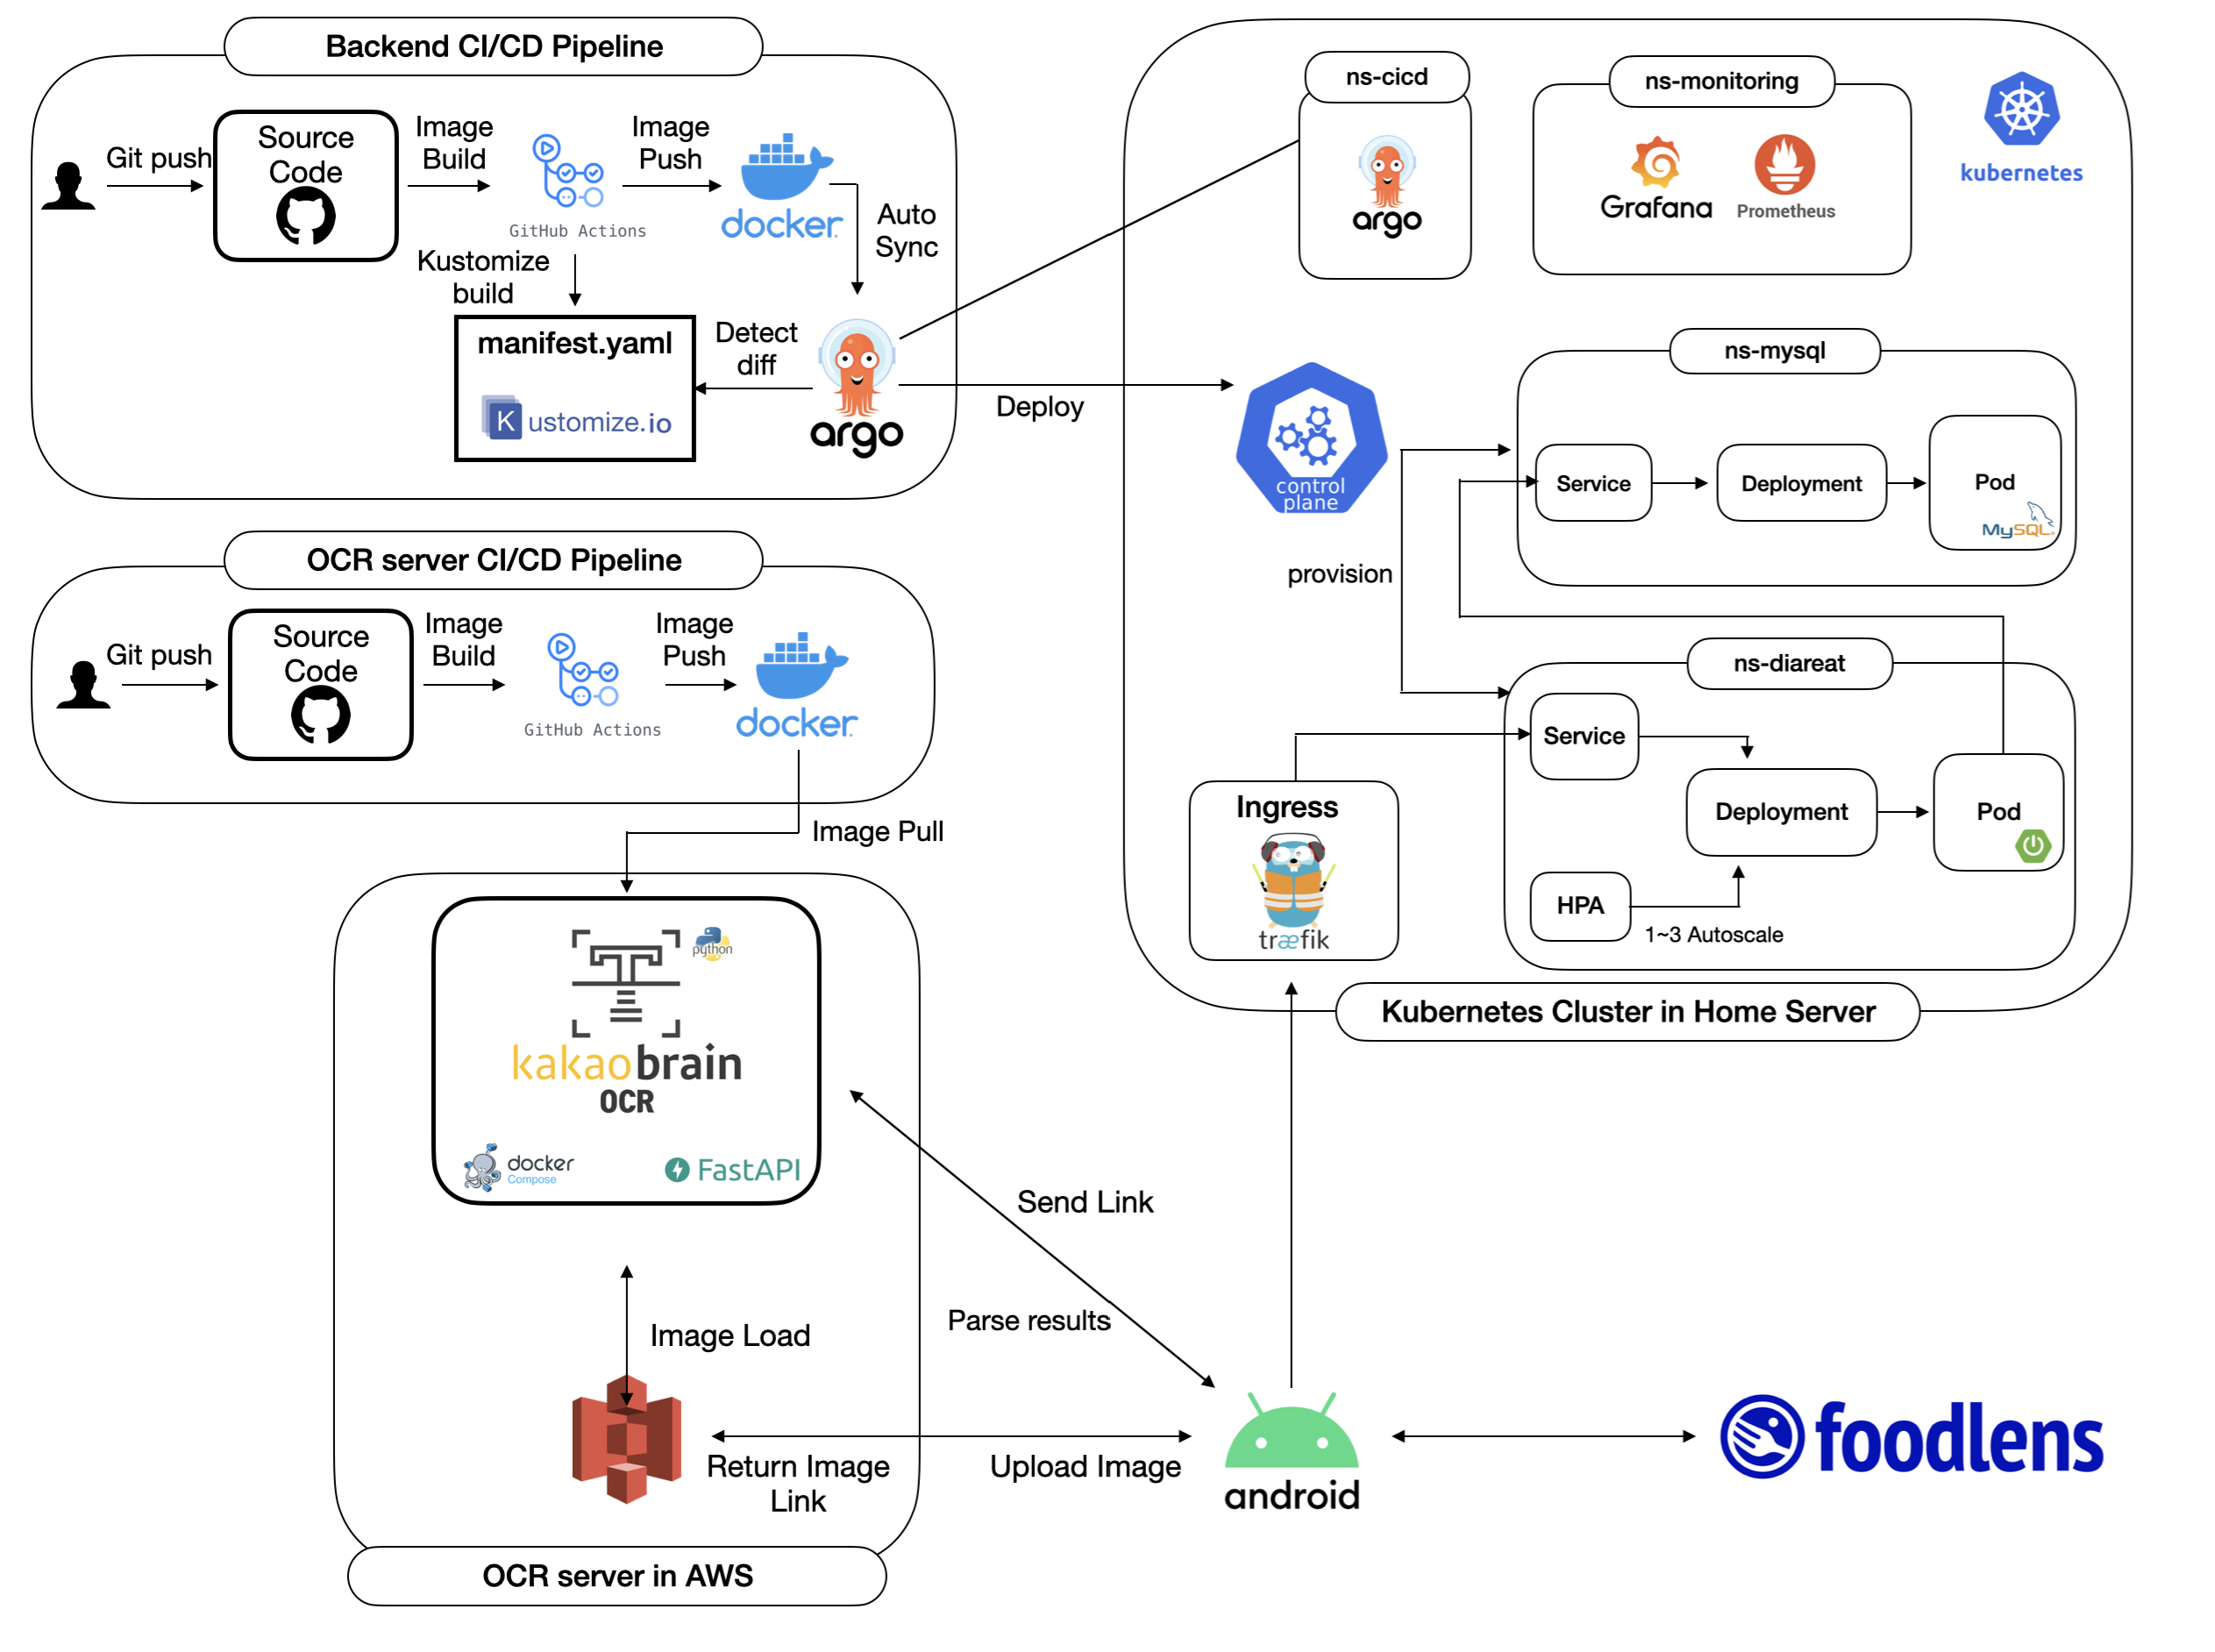 Backend CI/CD Pipeline
Git push
Source
Code
Image
Build
GitHub Actions
Image
Push
docker
Auto
Sync
Kustomize
build
manifest.yaml
K
ustomize.io
Detect
diff
argo
Deploy
OCR server CI/CD Pipeline
Git push
Source
Code
Image
Build
GitHub Actions
Image
Push
docker
Image Pull
python
kakaobrain
OCR
docker
Compose
FastAPI
Image Load
Return Image
Link
Upload Image
OCR server in AWS
Send Link
Parse results
android
foodlens
ns-cicd
argo
ns-monitoring
Grafana
Prometheus
kubernetes
control
plane
provision
ns-mysql
Service
Deployment
Pod
MySQL
ns-diareat
Service
Deployment
Pod
HPA
1~3 Autoscale
Ingress
træfik
Kubernetes Cluster in Home Server